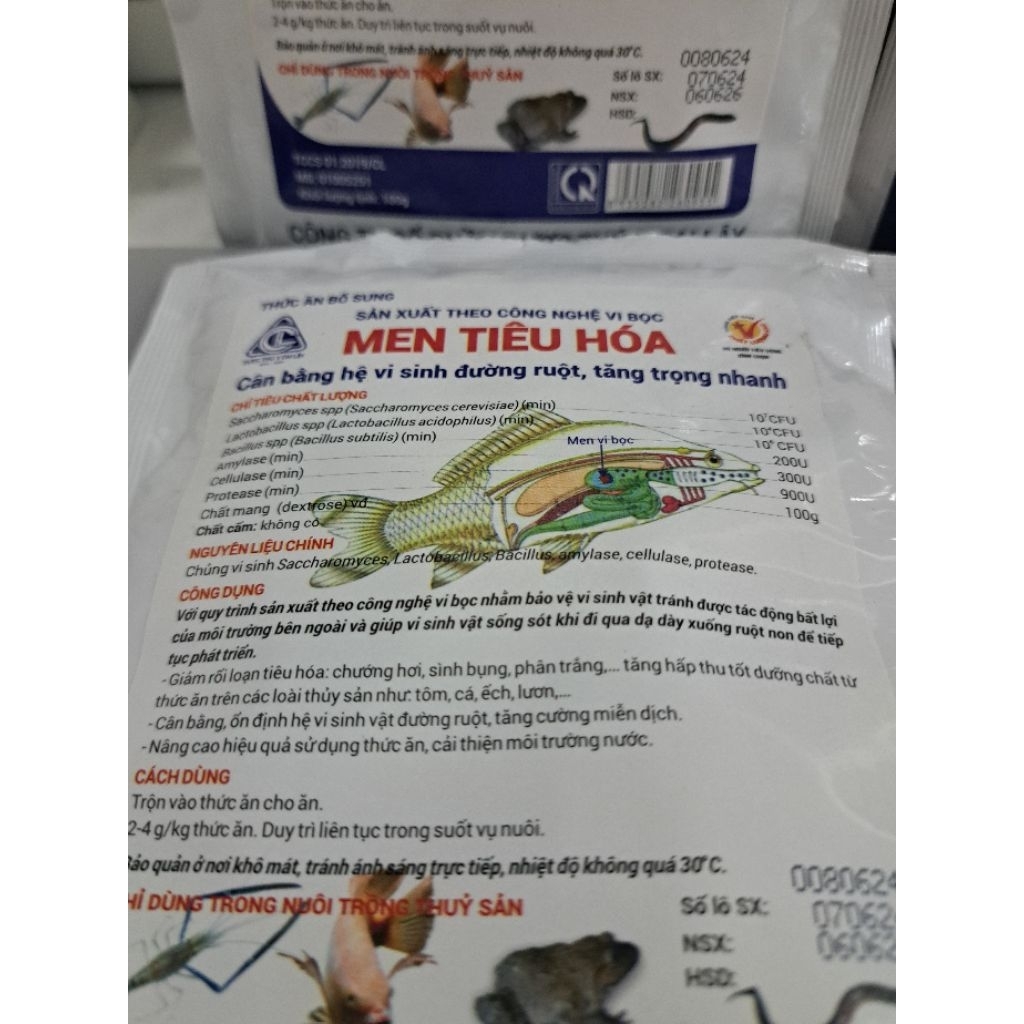 Trộn vào thức ăn cho ăn.
2-4 g/kg thức ăn. Duy trì liên tục trong suốt vụ nuôi.
Bảo quản ở nơi khô mát, tránh ánh sáng trực tiếp, nhiệt độ không quá 30°C.
CHỈ DÙNG TRONG NUÔI TRỒNG THUỶ SẢN
Số lô SX: 0080624
NSX: 070624
HSD: 060626
THỨC ĂN BỔ SUNG
SẢN XUẤT THEO CÔNG NGHỆ VI BỌC
MEN TIÊU HÓA
Cân bằng hệ vi sinh đường ruột, tăng trọng nhanh
CHỈ TIÊU CHẤT LƯỢNG
Saccharomyces spp (Saccharomyces cerevisiae) (min)
Lactobacillus spp (Lactobacillus acidophilus) (min)
Bacillus spp (Bacillus subtilis) (min)
Amylase (min) 200U
Cellulase (min) 300U
Protease (min) 900U
Chất mang (dextrose) vđ 100g
Chất cấm: không có
Men vi bọc
NGUYÊN LIỆU CHÍNH
Chủng vi sinh Saccharomyces, Lactobacillus, Bacillus, amylase, cellulase, protease.
CÔNG DỤNG
Với quy trình sản xuất theo công nghệ vi bọc nhằm bảo vệ vi sinh vật tránh được tác động bất lợi
của môi trường bên ngoài và giúp vi sinh vật sống sót khi đi qua dạ dày xuống ruột non để tiếp
tục phát triển.
- Giảm rối loạn tiêu hóa: chướng hơi, sình bụng, phân trắng,... tăng hấp thu tốt dưỡng chất từ
thức ăn trên các loài thủy sản như: tôm, cá, ếch, lươn,...
- Cân bằng, ổn định hệ vi sinh vật đường ruột, tăng cường miễn dịch.
- Nâng cao hiệu quả sử dụng thức ăn, cải thiện môi trường nước.
CÁCH DÙNG
Trộn vào thức ăn cho ăn.
2-4 g/kg thức ăn. Duy trì liên tục trong suốt vụ nuôi.
Bảo quản ở nơi khô mát, tránh ánh sáng trực tiếp, nhiệt độ không quá 30°C.
HỈ DÙNG TRONG NUÔI TRỒNG THUỶ SẢN
Số lô SX: 0080624
NSX: 07062
HSD: 06062